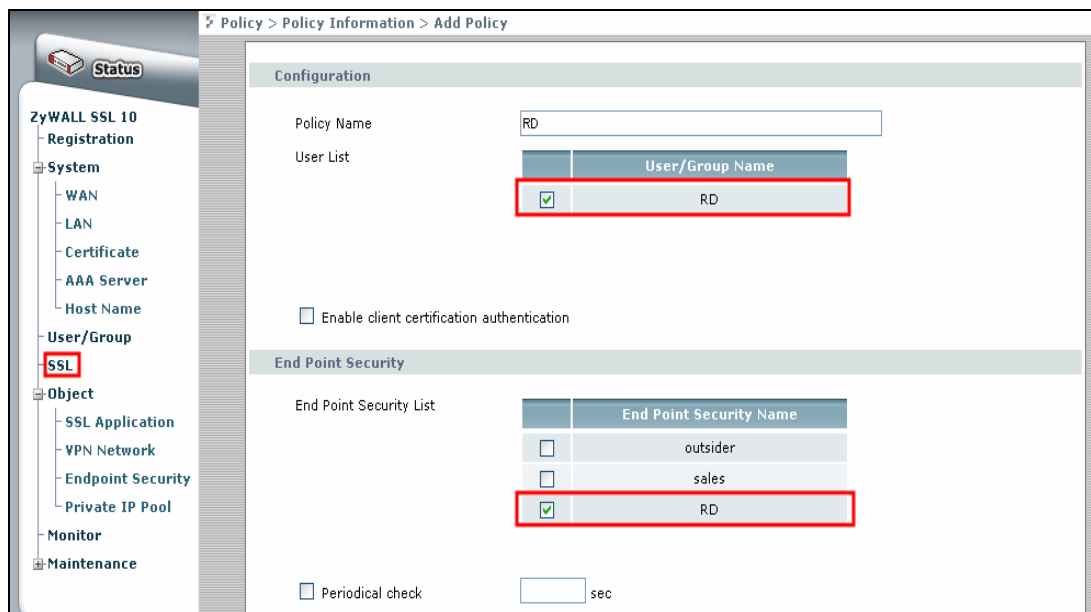 Policy > Policy Information > Add Policy
Status
ZyWALL SSL 10
Registration
System
WAN
LAN
Certificate
AAA Server
Host Name
User/Group
SSL
Object
SSL Application
VPN Network
Endpoint Security
Private IP Pool
Monitor
Maintenance
Configuration
Policy Name RD
User List
User/Group Name
RD
Enable client certification authentication
End Point Security
End Point Security List
End Point Security Name
outsider
sales
RD
Periodical check sec